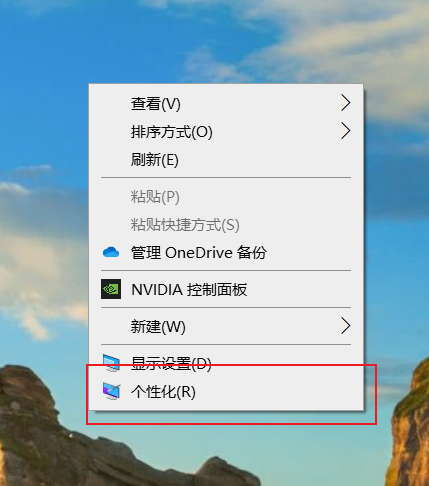 查看(V)
排序方式(O)
刷新(E)
粘贴(P)
粘贴快捷方式(S)
管理 OneDrive 备份
NVIDIA 控制面板
新建(W)
显示设置(D)
个性化(R)